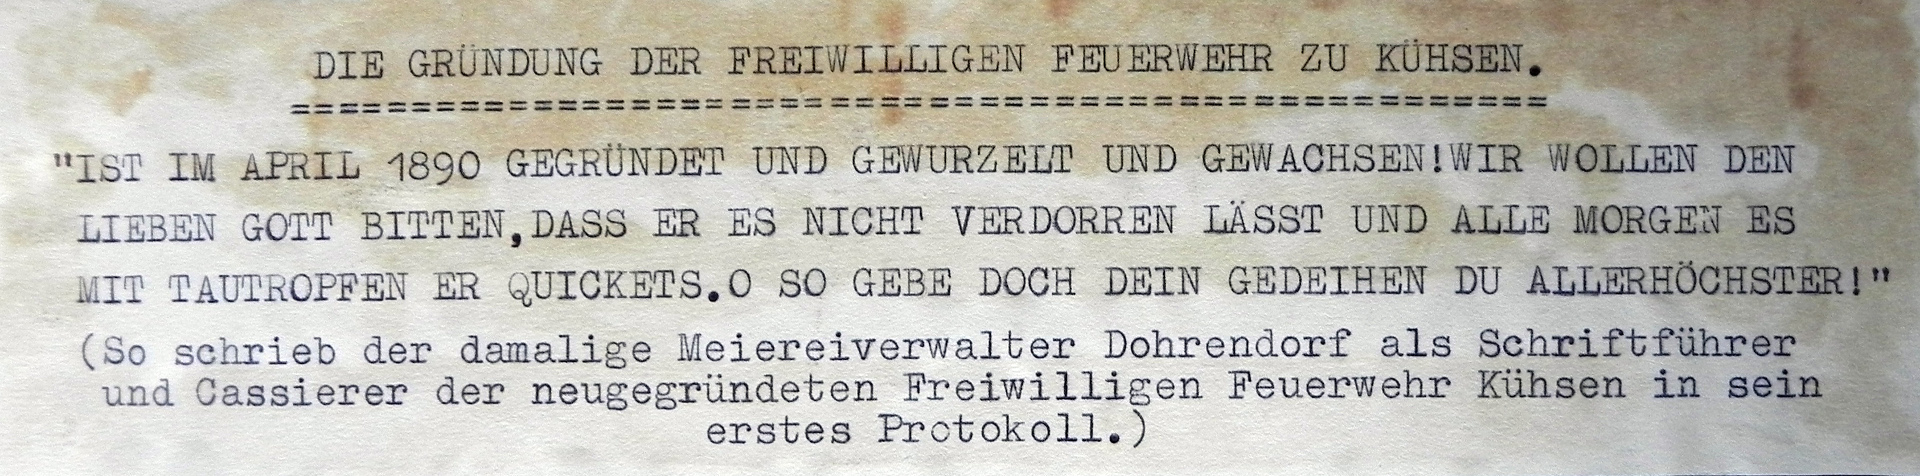 DIE GRÜNDUNG DER FREIWILLIGEN FEUERWEHR ZU KÜHSEN.
==================================================
"IST IM APRIL 1890 GEGRÜNDET UND GEWURZELT UND GEWACHSEN!WIR WOLLEN DEN
LIEBEN GOTT BITTEN,DASS ER ES NICHT VERDORREN LÄSST UND ALLE MORGEN ES
MIT TAUTROPFEN ER QUICKETS.O SO GEBE DOCH DEIN GEDEIHEN DU ALLERHÖCHSTER!"
(So schrieb der damalige Meiereiverwalter Dohrendorf als Schriftführer
und Cassierer der neugegründeten Freiwilligen Feuerwehr Kühsen in sein
erstes Protokoll.)